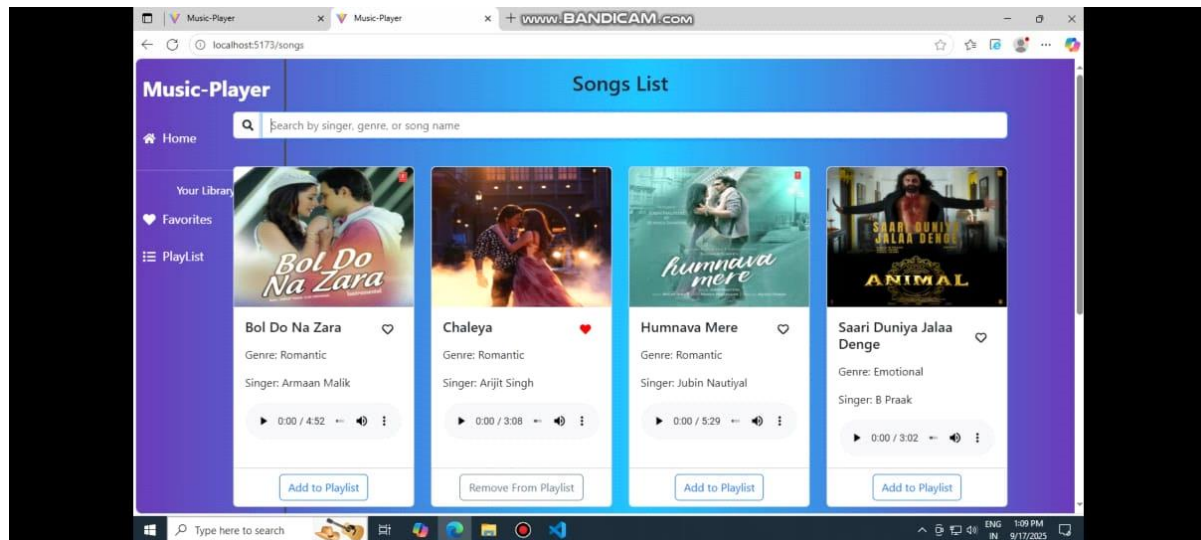 Music-Player
Music-Player
www.BANDICAM.com
localhost:5173/songs
Music-Player
Home
Your Library
Favorites
PlayList
Songs List
Search by singer, genre, or song name
Bol Do
Na Zara
Bol Do Na Zara
Genre: Romantic
Singer: Armaan Malik
0:00 / 4:52
Add to Playlist
Chaleya
Genre: Romantic
Singer: Arijit Singh
0:00 / 3:08
Remove From Playlist
humnava
mere
Humnava Mere
Genre: Romantic
Singer: Jubin Nautiyal
0:00 / 5:29
Add to Playlist
SAARI DUNIYA
JALAA DENGE
ANIMAL
Saari Duniya Jalaa
Denge
Genre: Emotional
Singer: B Praak
0:00 / 3:02
Add to Playlist
Type here to search
ENG
IN
1:09 PM
9/17/2025